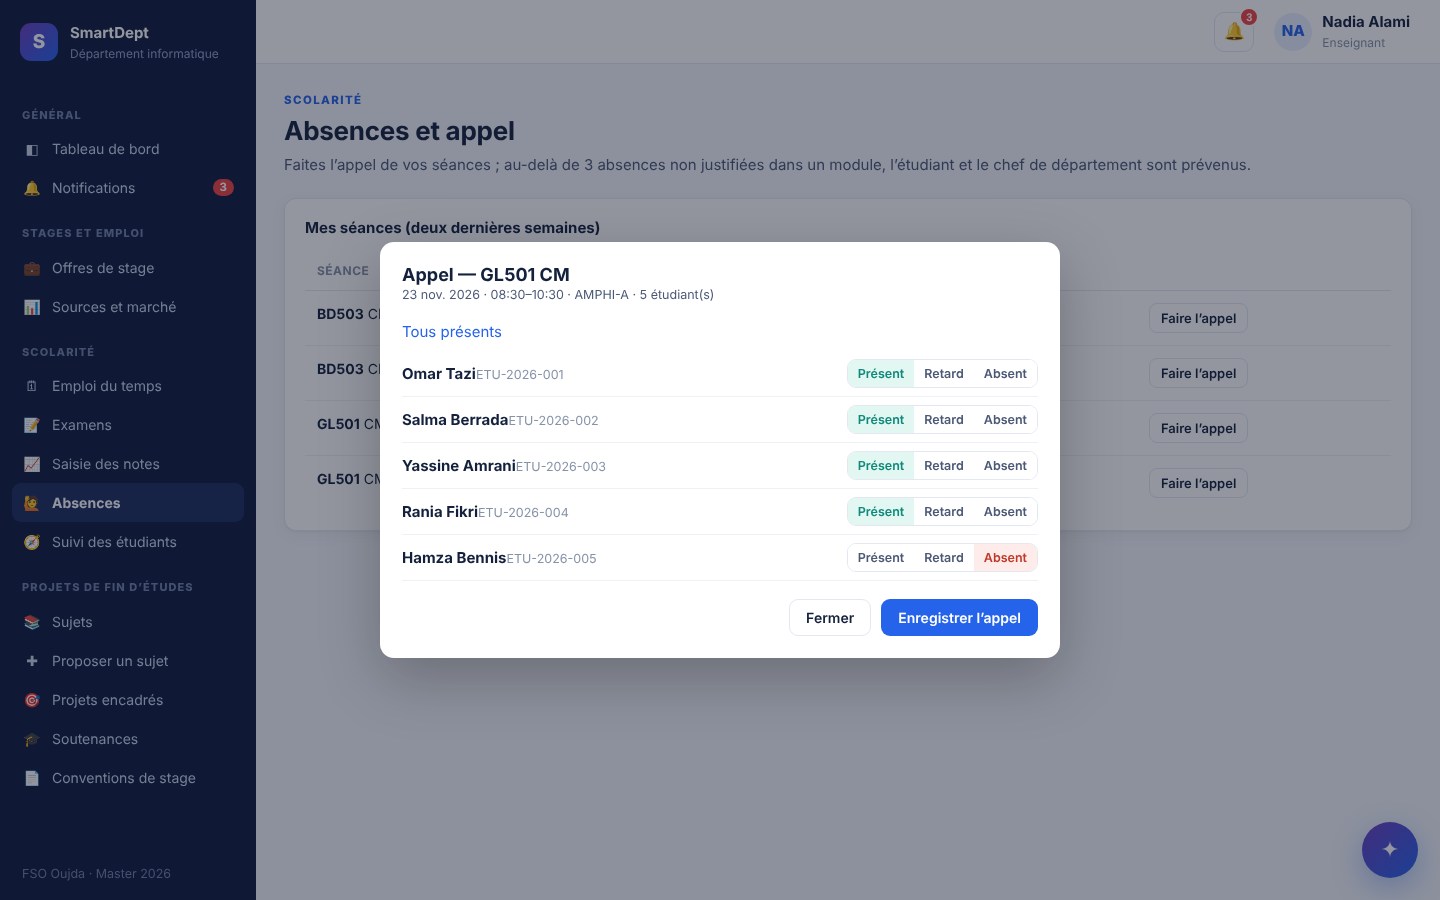 S
SmartDept
Département informatique
GÉNÉRAL
Tableau de bord
Notifications 3
STAGES ET EMPLOI
Offres de stage
Sources et marché
SCOLARITÉ
Emploi du temps
Examens
Saisie des notes
Absences
Suivi des étudiants
PROJETS DE FIN D'ÉTUDES
Sujets
Proposer un sujet
Projets encadrés
Soutenances
Conventions de stage
FSO Oujda · Master 2026
3
NA
Nadia Alami
Enseignant
SCOLARITÉ
Absences et appel
Faites l’appel de vos séances ; au-delà de 3 absences non justifiées dans un module, l’étudiant et le chef de département sont prévenus.
Mes séances (deux dernières semaines)
SÉANCE
BD503 Faire l’appel
BD503 Faire l’appel
GL501 Faire l’appel
GL501 Faire l’appel
Appel — GL501 CM
23 nov. 2026 · 08:30–10:30 · AMPHI-A · 5 étudiant(s)
Tous présents
Omar Tazi ETU-2026-001 Présent Retard Absent
Salma Berrada ETU-2026-002 Présent Retard Absent
Yassine Amrani ETU-2026-003 Présent Retard Absent
Rania Fikri ETU-2026-004 Présent Retard Absent
Hamza Bennis ETU-2026-005 Présent Retard Absent
Fermer Enregistrer l’appel